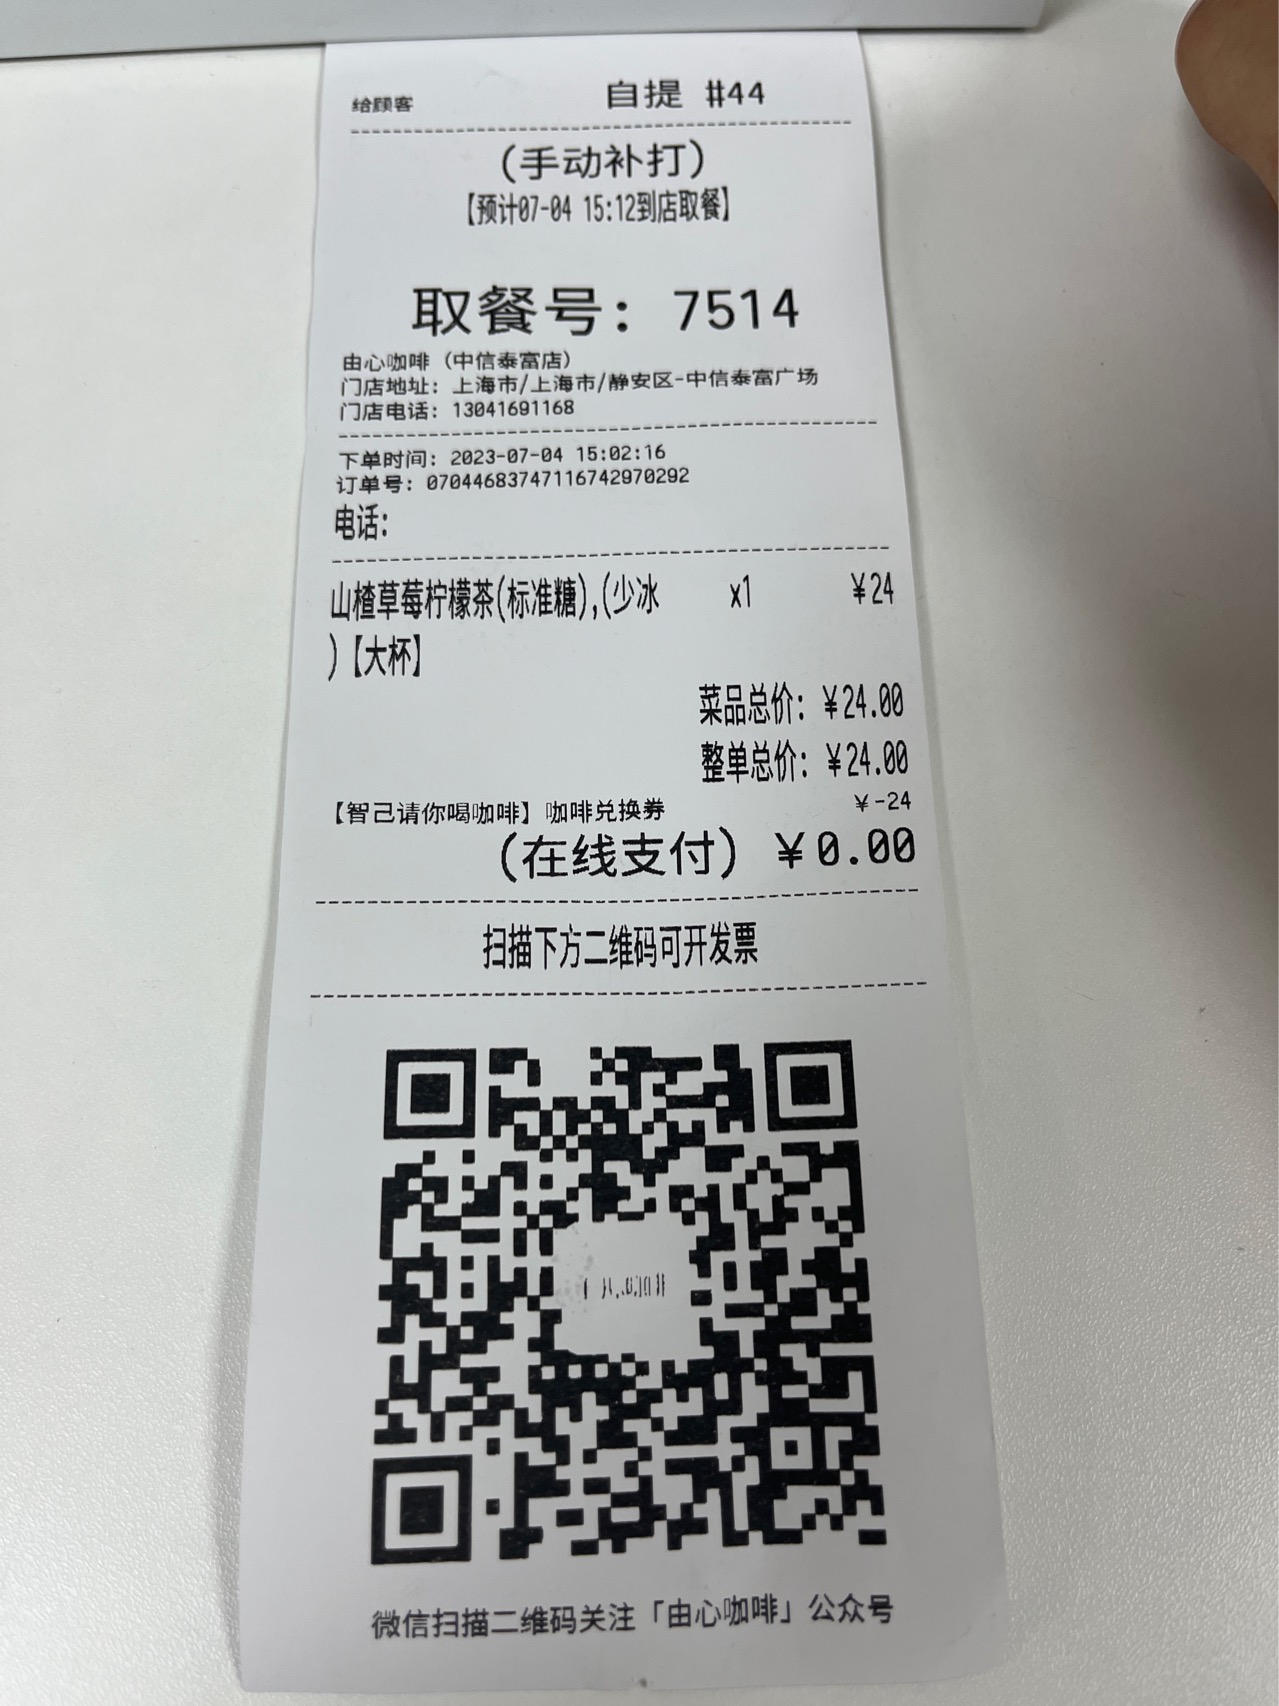 给顾客 自提 #44
(手动补打)
【预计07-04 15:12到店取餐】
取餐号: 7514
由心咖啡 (中信泰富店)
门店地址: 上海市/上海市/静安区-中信泰富广场
门店电话: 13041691168
下单时间: 2023-07-04 15:02:16
订单号: 070446837471167429702​92
电话:
山楂草莓柠檬茶(标准糖),(少冰 x1 ¥24
)【大杯】
菜品总价: ¥24.00
整单总价: ¥24.00
【智己请你喝咖啡】咖啡兑换券 ¥-24
(在线支付) ¥0.00
扫描下方二维码可开发票
微信扫描二维码关注「由心咖啡」公众号